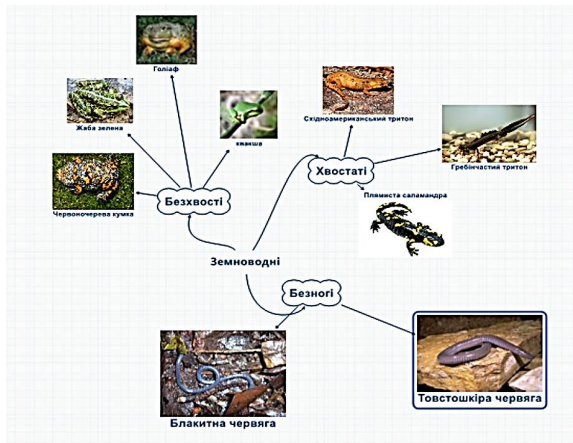 Голіаф
Жаба зелена
квакша
Східноамериканський тритон
Гребінчастий тритон
Хвостаті
Безхвості
Плямиста саламандра
Червоночерева кумка
Земноводні
Безногі
Товстошкіра червяга
Блакитна червяга